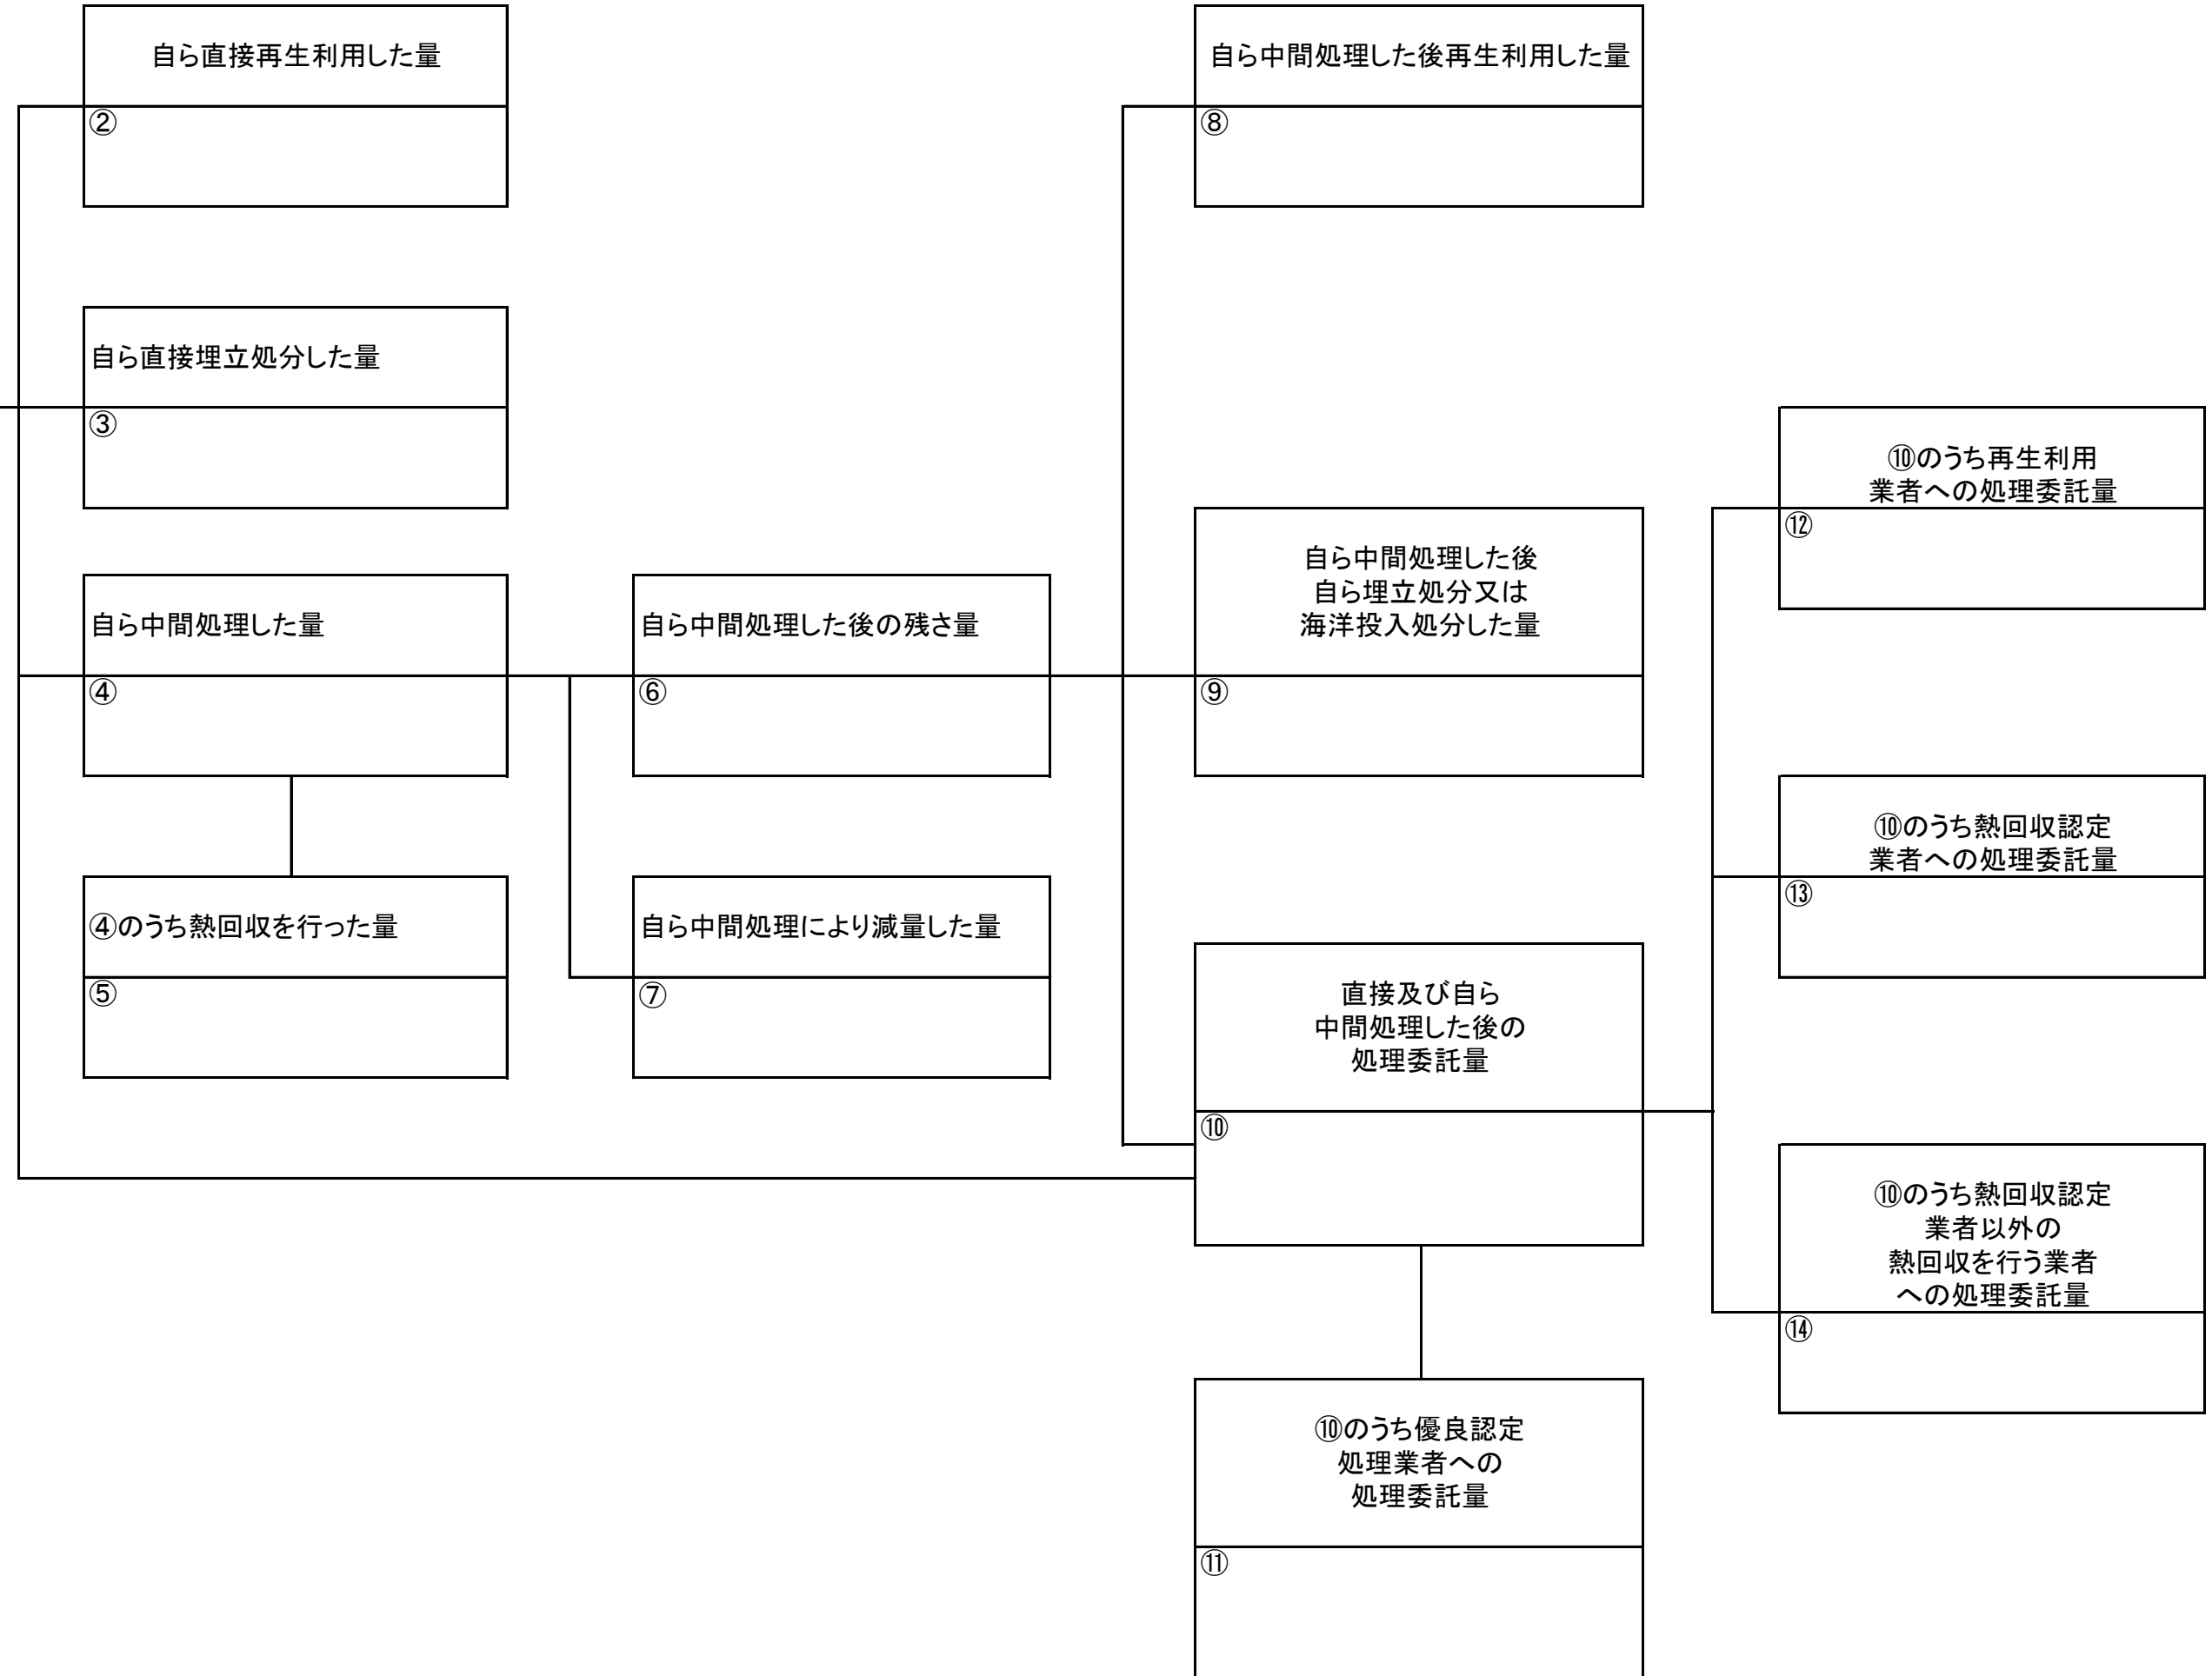 自ら直接再生利用した量
②
自ら中間処理した後再生利用した量
⑧
自ら直接埋立処分した量
③
自ら中間処理した量
④
自ら中間処理した後の残さ量
⑥
自ら中間処理した後
自ら埋立処分又は
海洋投入処分した量
⑨
⑩のうち再生利用
業者への処理委託量
⑫
④のうち熱回収を行った量
⑤
自ら中間処理により減量した量
⑦
直接及び自ら
中間処理した後の
処理委託量
⑩
⑩のうち熱回収認定
業者への処理委託量
⑬
⑩のうち熱回収認定
業者以外の
熱回収を行う業者
への処理委託量
⑭
⑩のうち優良認定
処理業者への
処理委託量
⑪